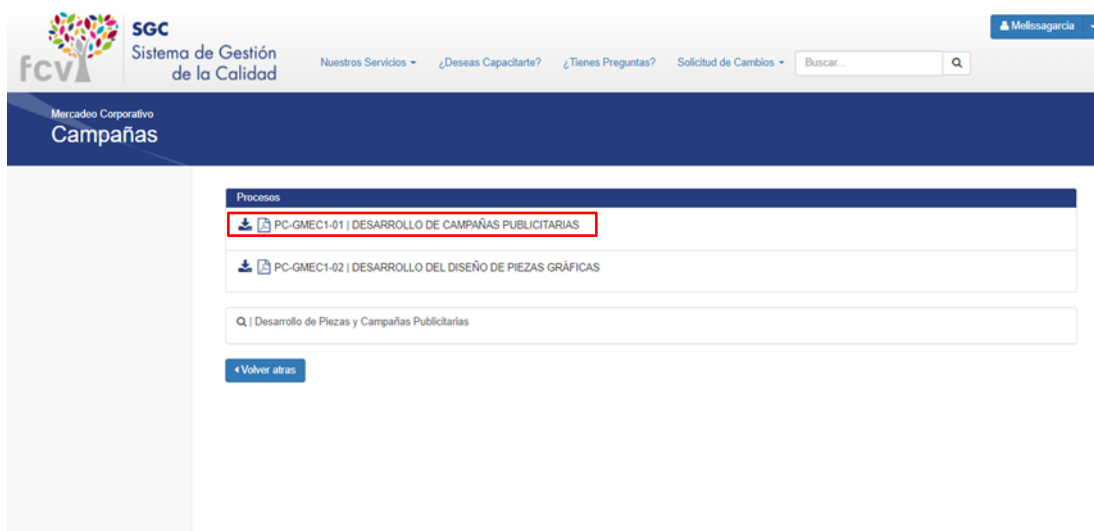 fcv
SGC
Sistema de Gestión
de la Calidad
Nuestros Servicios
¿Deseas Capacitarte?
¿Tienes Preguntas?
Solicitud de Cambios
Buscar...
Melissagarcia
Mercadeo Corporativo
Campañas
Procesos
PC-GMEC1-01 | DESARROLLO DE CAMPAÑAS PUBLICITARIAS
PC-GMEC1-02 | DESARROLLO DEL DISEÑO DE PIEZAS GRÁFICAS
| Desarrollo de Piezas y Campañas Publicitarias
Volver atras